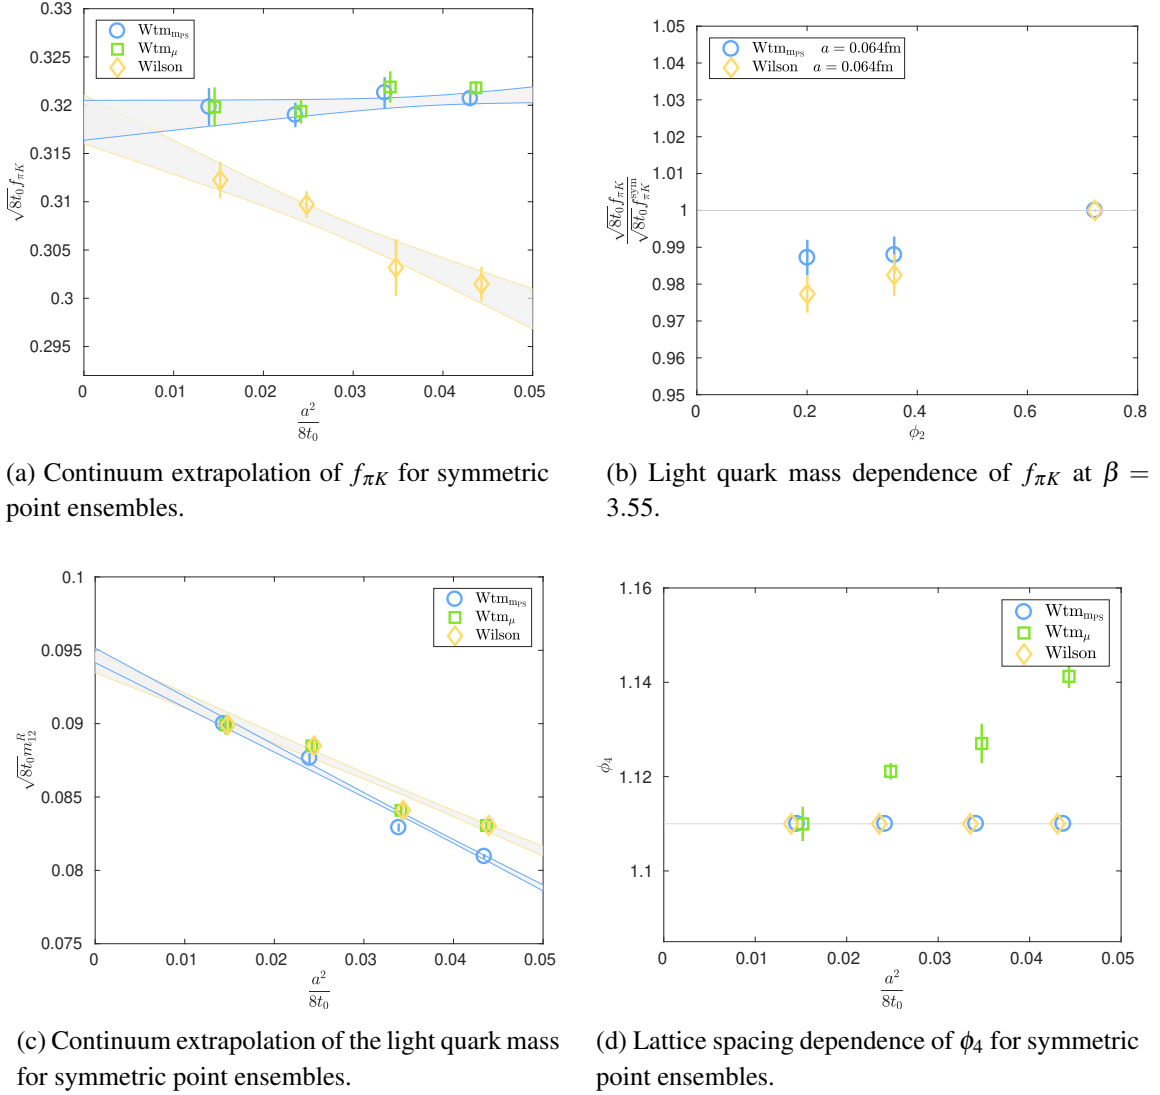 0.33
0.325
0.32
0.315
0.31
0.305
0.3
0.295
√8t₀ f_πK
Wtm_mPS
Wtm_μ
Wilson
0 0.01 0.02 0.03 0.04 0.05
a²/8t₀
(a) Continuum extrapolation of f_πK for symmetric
point ensembles.
1.05
1.04
1.03
1.02
1.01
1
0.99
0.98
0.97
0.96
0.95
√8t₀ f_πK / √8t₀ f_πK^sym
Wtm_mPS a = 0.064fm
Wilson a = 0.064fm
0 0.2 0.4 0.6 0.8
ϕ₂
(b) Light quark mass dependence of f_πK at β =
3.55.
0.1
0.095
0.09
0.085
0.08
0.075
√8t₀ m₁₂^R
Wtm_mPS
Wtm_μ
Wilson
0 0.01 0.02 0.03 0.04 0.05
a²/8t₀
(c) Continuum extrapolation of the light quark mass
for symmetric point ensembles.
1.16
1.14
1.12
1.1
ϕ₄
Wtm_mPS
Wtm_μ
Wilson
0 0.01 0.02 0.03 0.04 0.05
a²/8t₀
(d) Lattice spacing dependence of ϕ₄ for symmetric
point ensembles.